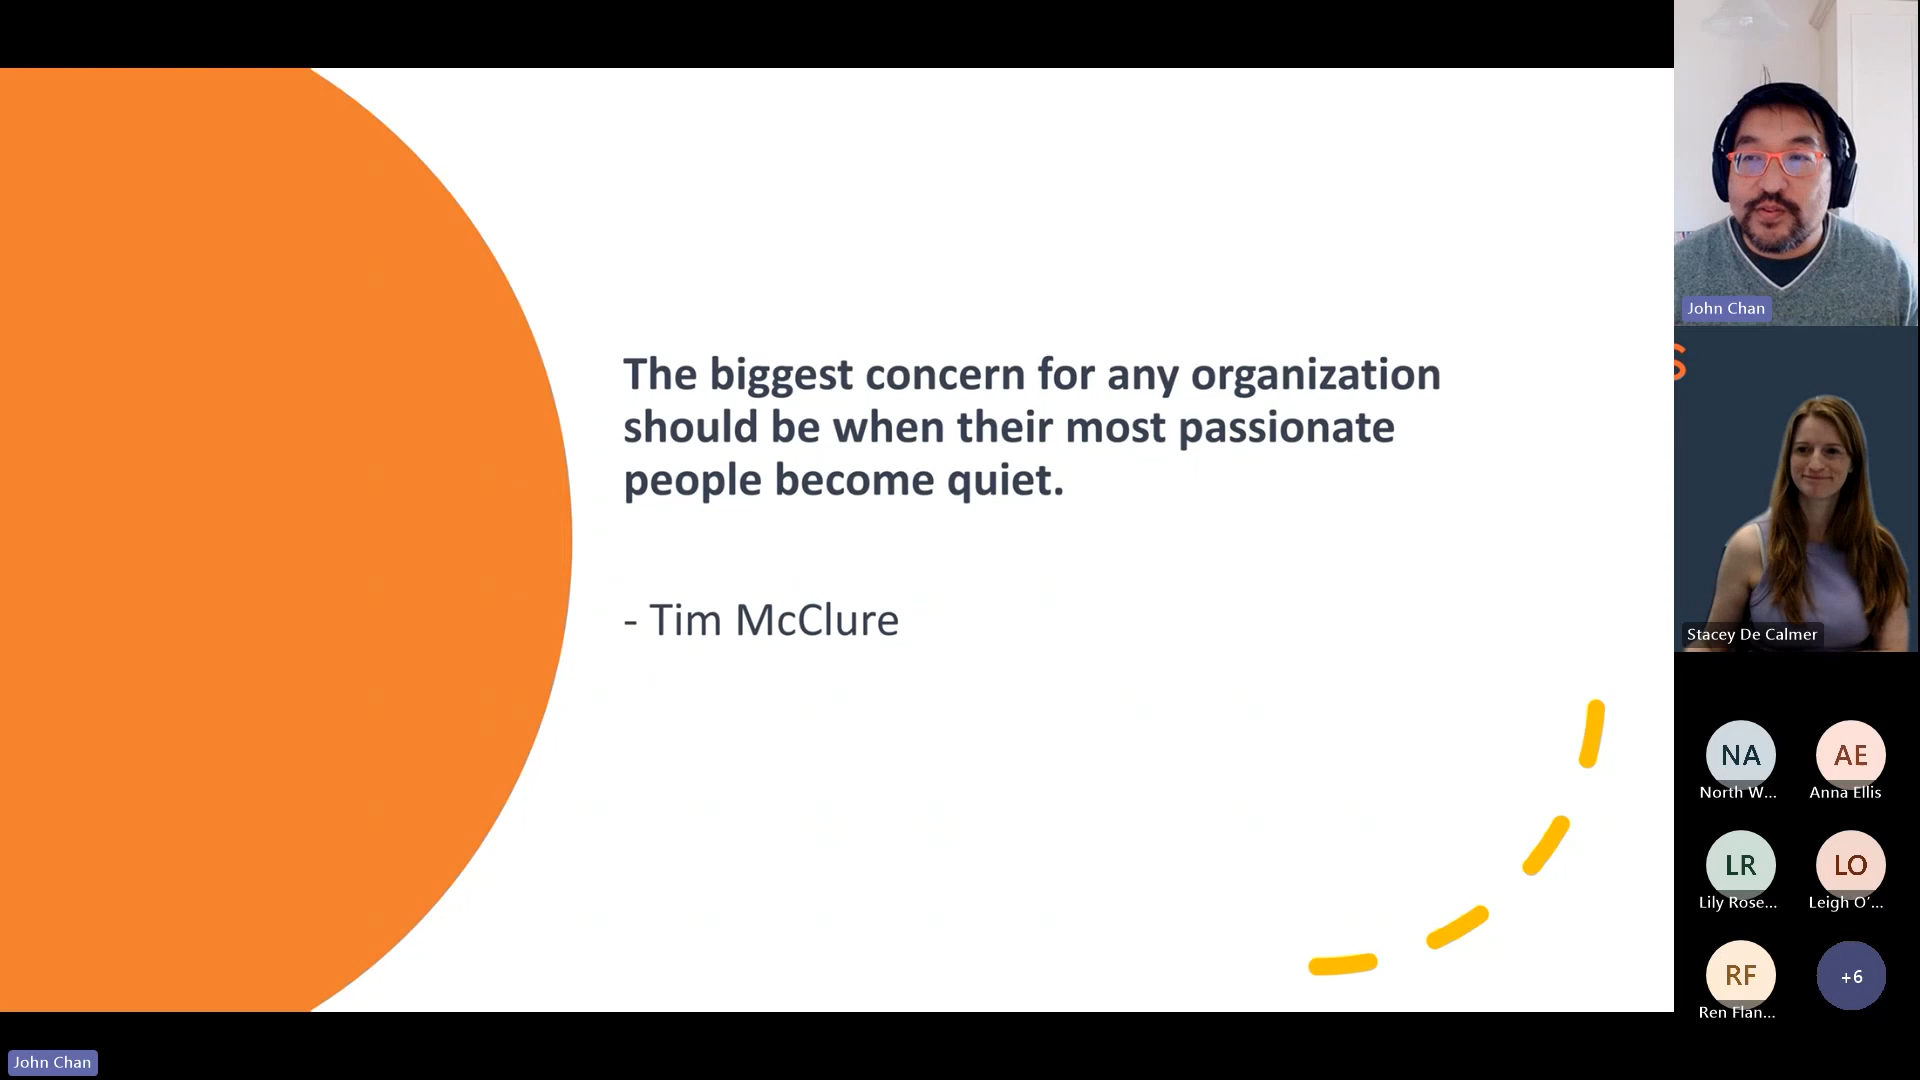 The biggest concern for any organization
should be when their most passionate
people become quiet.
- Tim McClure
John Chan
S
Stacey De Calmer
NA
AE
North W...
Anna Ellis
LR
LO
Lily Rose...
Leigh O'...
RF
+6
Ren Flan...
John Chan